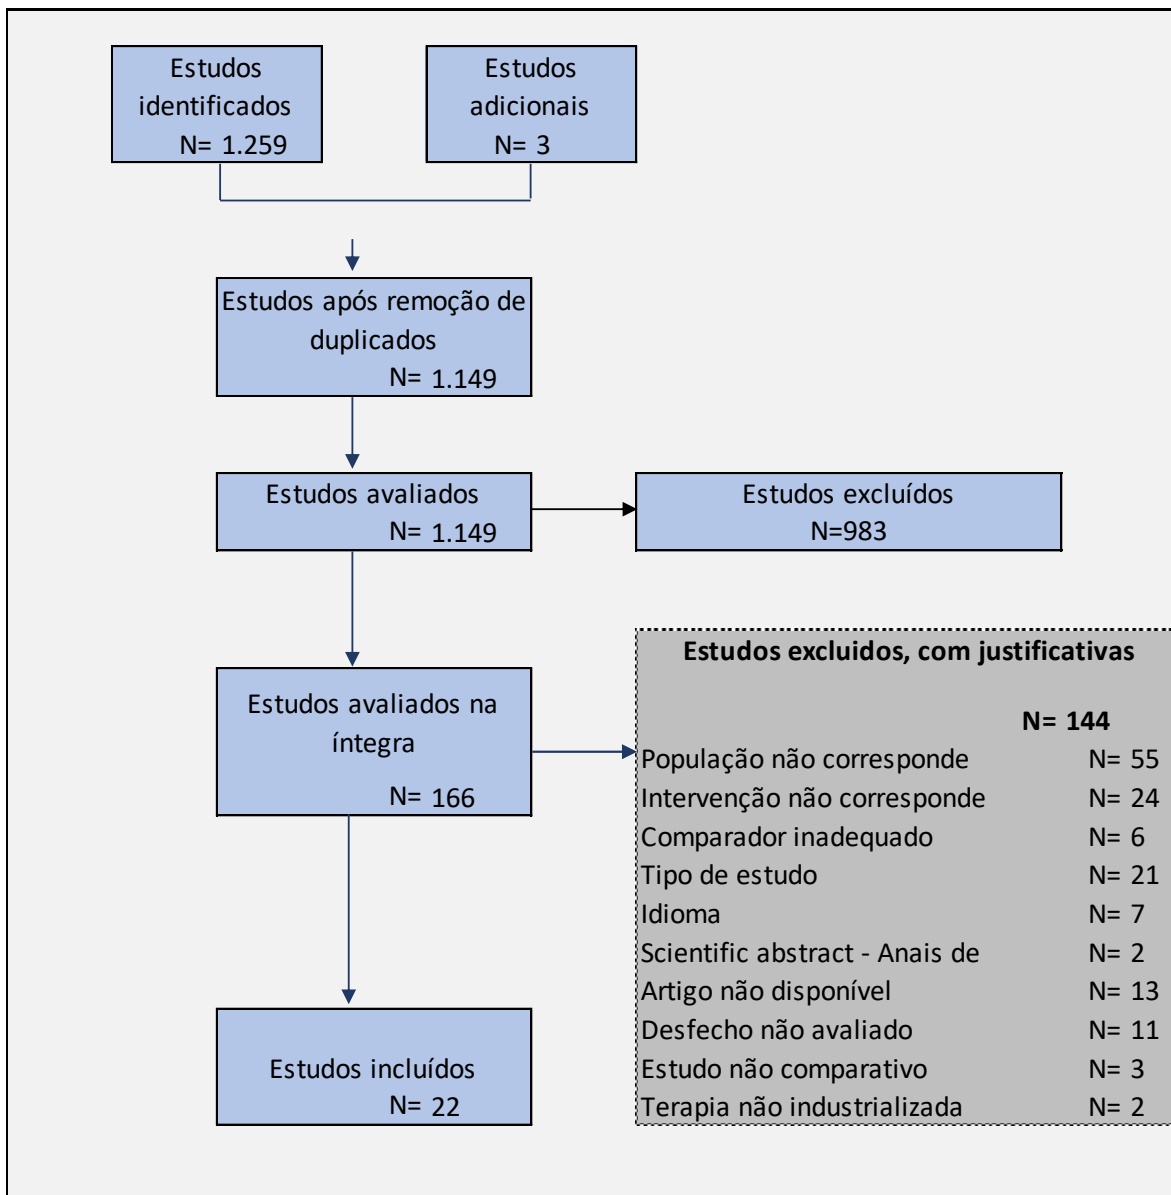 Estudos
identificados
N= 1.259
Estudos
adicionais
N= 3
Estudos após remoção de
duplicados
N= 1.149
Estudos avaliados
N= 1.149
Estudos excluídos
N=983
Estudos avaliados na
íntegra
N= 166
Estudos excluidos, com justificativas
N= 144
População não corresponde N= 55
Intervenção não corresponde N= 24
Comparador inadequado N= 6
Tipo de estudo N= 21
Idioma N= 7
Scientific abstract - Anais de N= 2
Artigo não disponível N= 13
Desfecho não avaliado N= 11
Estudo não comparativo N= 3
Terapia não industrializada N= 2
Estudos incluídos
N= 22